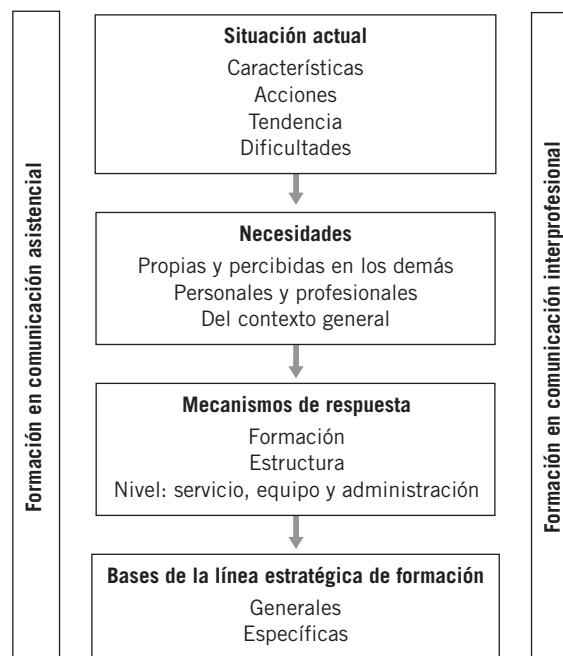 Formación en comunicación asistencial
Situación actual
Características
Acciones
Tendencia
Dificultades
Necesidades
Propias y percibidas en los demás
Personales y profesionales
Del contexto general
Mecanismos de respuesta
Formación
Estructura
Nivel: servicio, equipo y administración
Bases de la línea estratégica de formación
Generales
Específicas
Formación en comunicación interprofesional